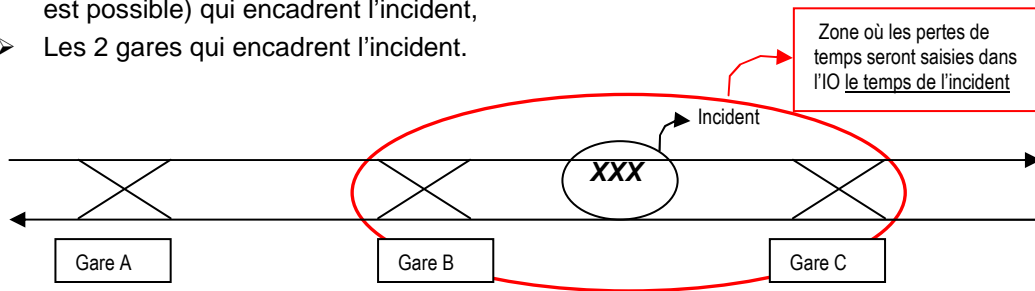 est possible) qui encadrent l'incident,
➢ Les 2 gares qui encadrent l'incident.
Zone où les pertes de
temps seront saisies dans
l'IO le temps de l'incident
Incident
XXX
Gare A
Gare B
Gare C